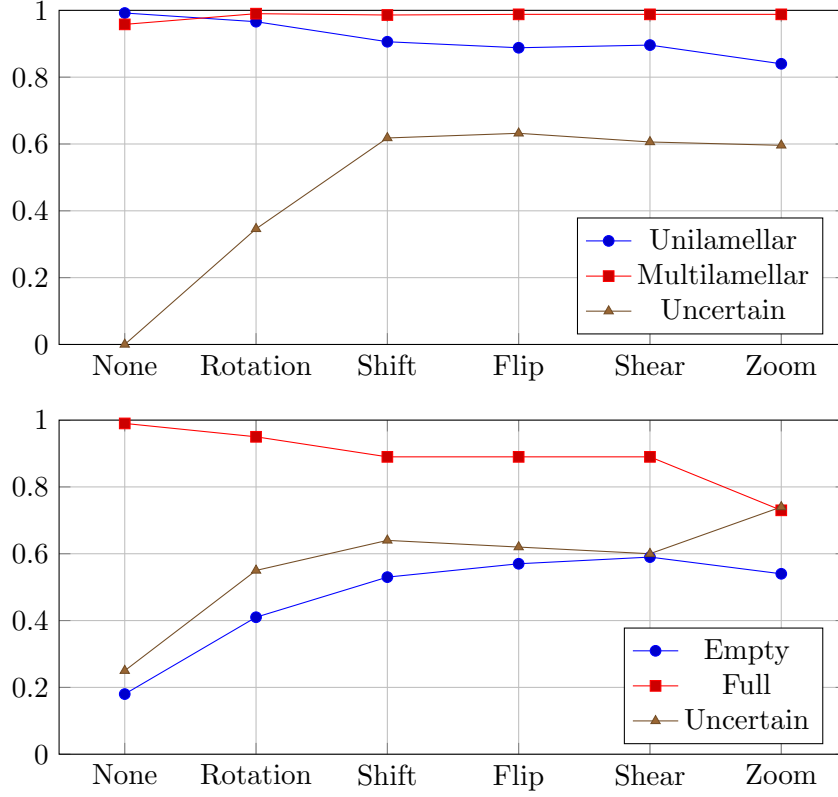 1
0.8
0.6
0.4
0.2
0
Unilamellar
Multilamellar
Uncertain
None Rotation Shift Flip Shear Zoom
1
0.8
0.6
0.4
0.2
0
Empty
Full
Uncertain
None Rotation Shift Flip Shear Zoom